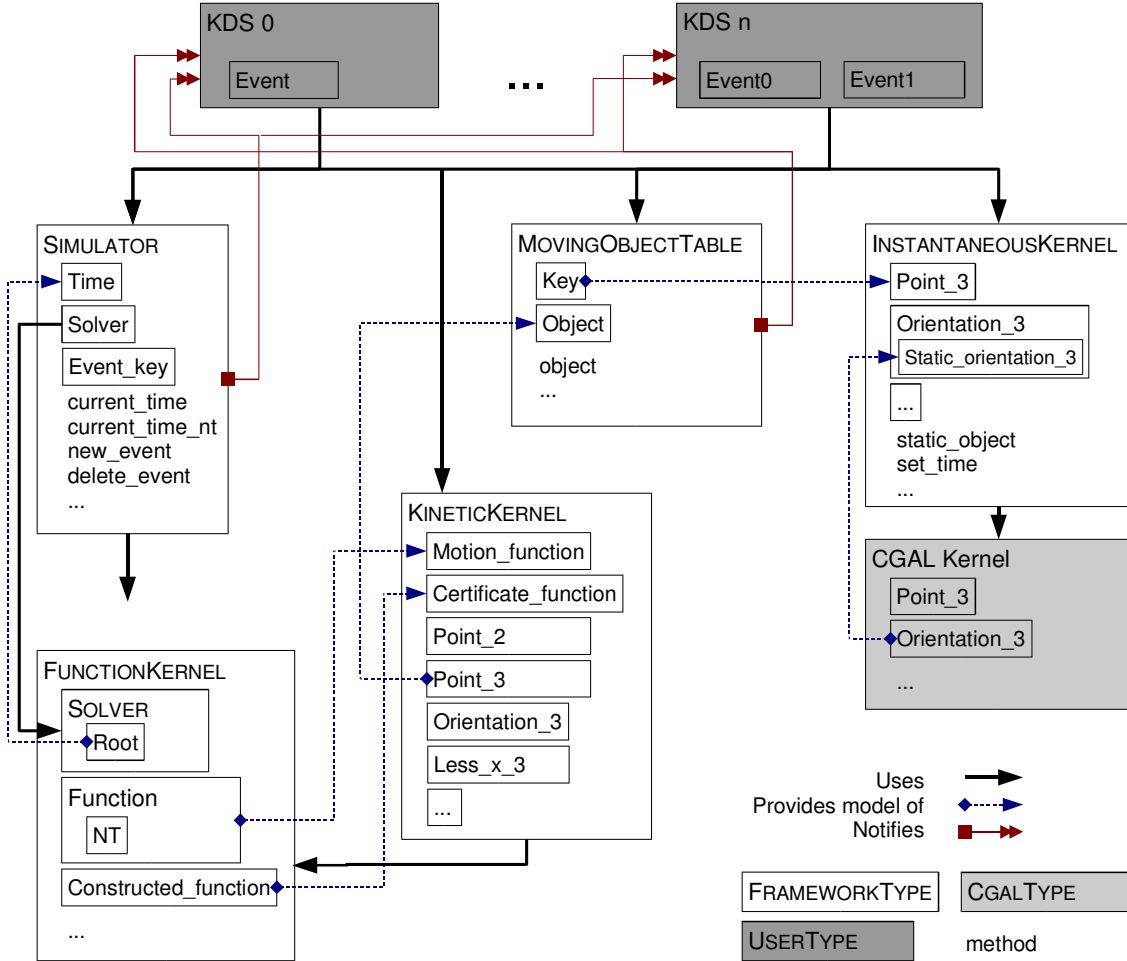 KDS 0
Event
...
KDS n
Event0
Event1
SIMULATOR
Time
Solver
Event_key
current_time
current_time_nt
new_event
delete_event
...
MOVINGOBJECTTABLE
Key
Object
object
...
INSTANTANEOUSKERNEL
Point_3
Orientation_3
Static_orientation_3
...
static_object
set_time
...
KINETICKERNEL
Motion_function
Certificate_function
Point_2
Point_3
Orientation_3
Less_x_3
...
CGAL Kernel
Point_3
Orientation_3
...
FUNCTIONKERNEL
SOLVER
Root
Function
NT
Constructed_function
...
Uses
Provides model of
Notifies
FRAMEWORKTYPE
CGALTYPE
USERTYPE
method